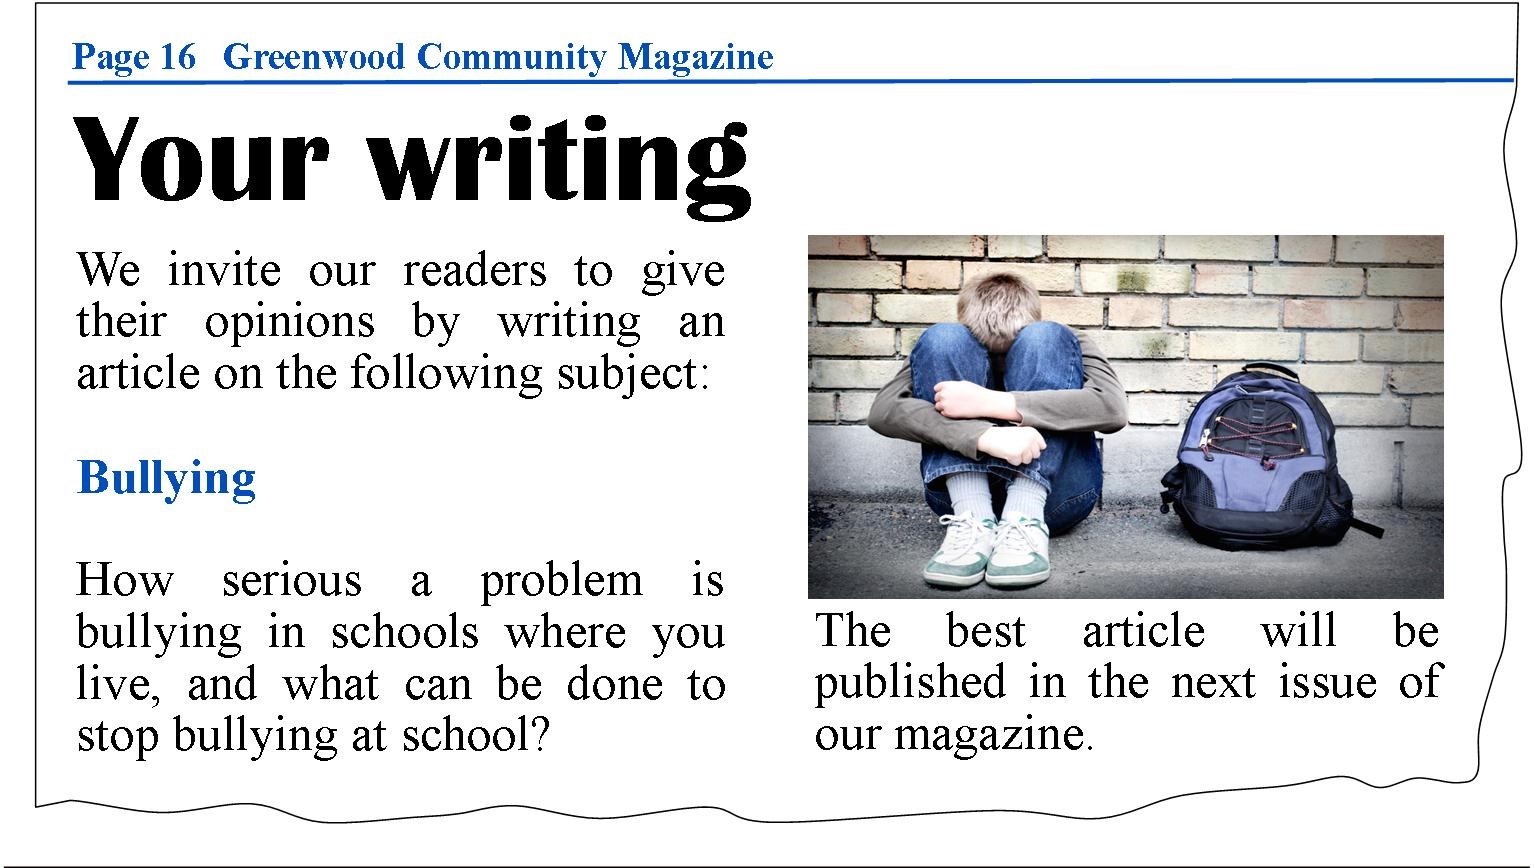 Page 16 Greenwood Community Magazine
Your writing
We invite our readers to give
their opinions by writing an
article on the following subject:
Bullying
How serious a problem is
bullying in schools where you
live, and what can be done to
stop bullying at school?
The best article will be
published in the next issue of
our magazine.